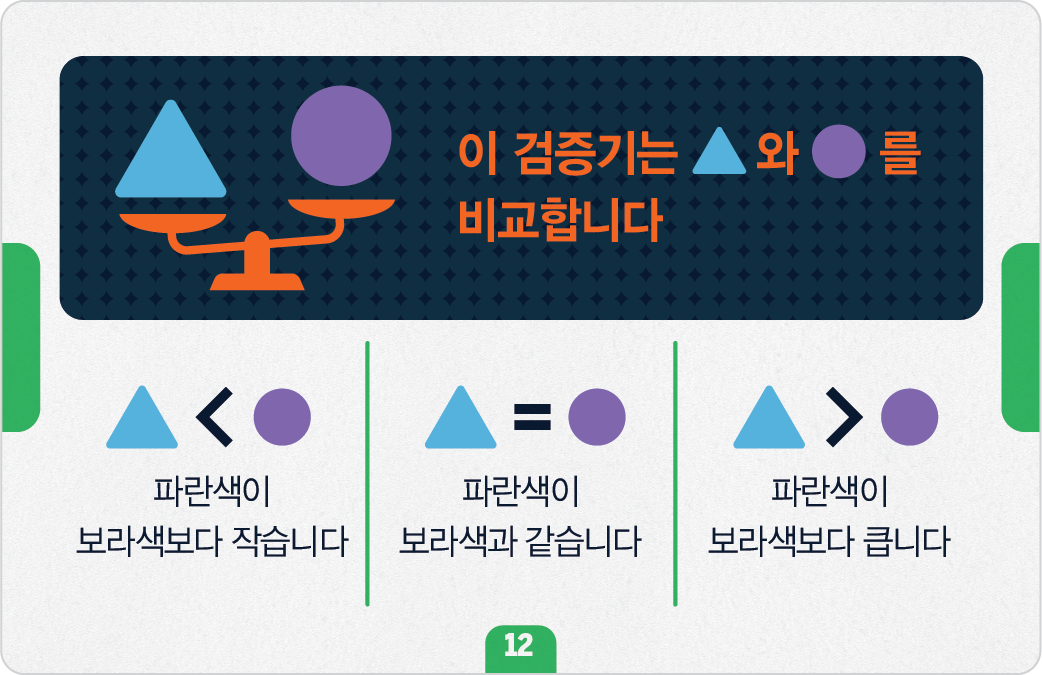 이 검증기는 와 를
비교합니다
< = >
파란색이
보라색보다 작습니다
파란색이
보라색과 같습니다
파란색이
보라색보다 큽니다
12